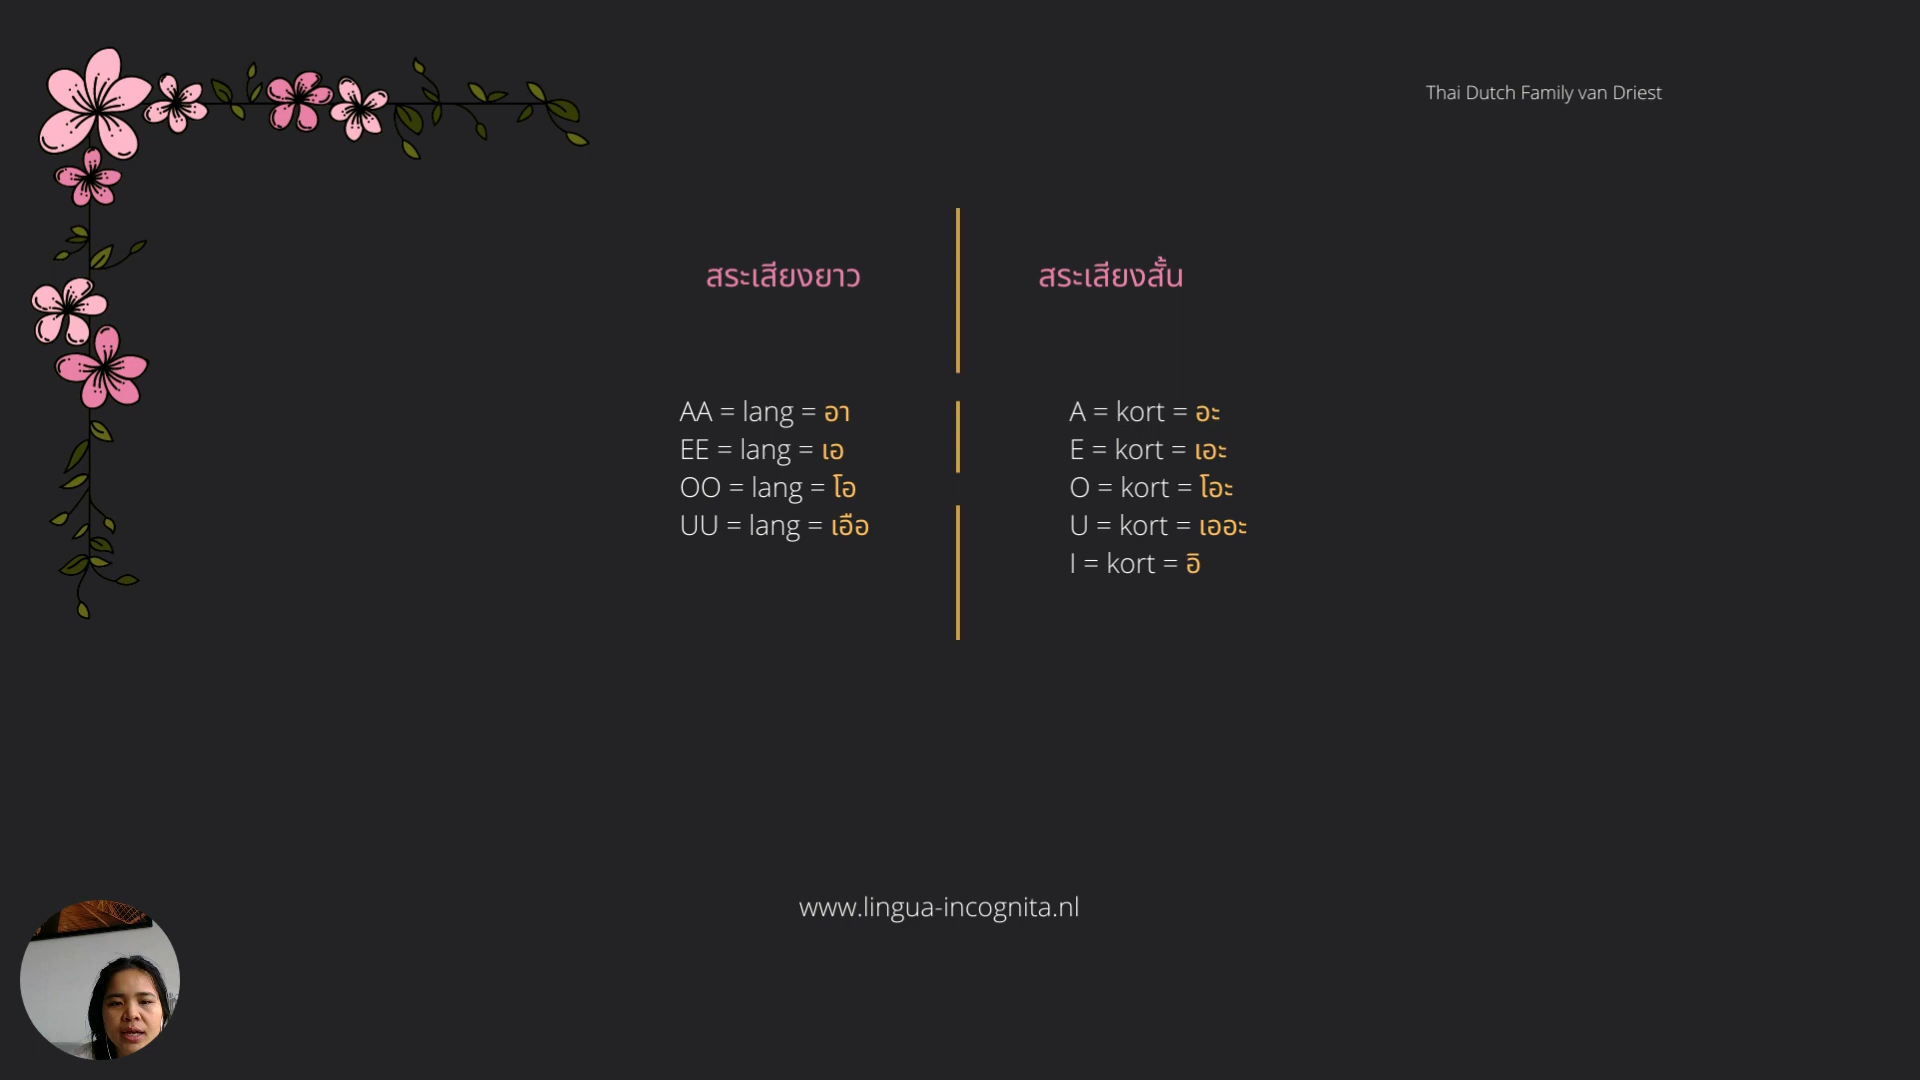 Thai Dutch Family van Driest
สระเสียงยาว
AA = lang = อา
EE = lang = เอ
OO = lang = โอ
UU = lang = เอือ
สระเสียงสั้น
A = kort = อะ
E = kort = เอะ
O = kort = โอะ
U = kort = เออะ
I = kort = อิ
www.lingua-incognita.nl